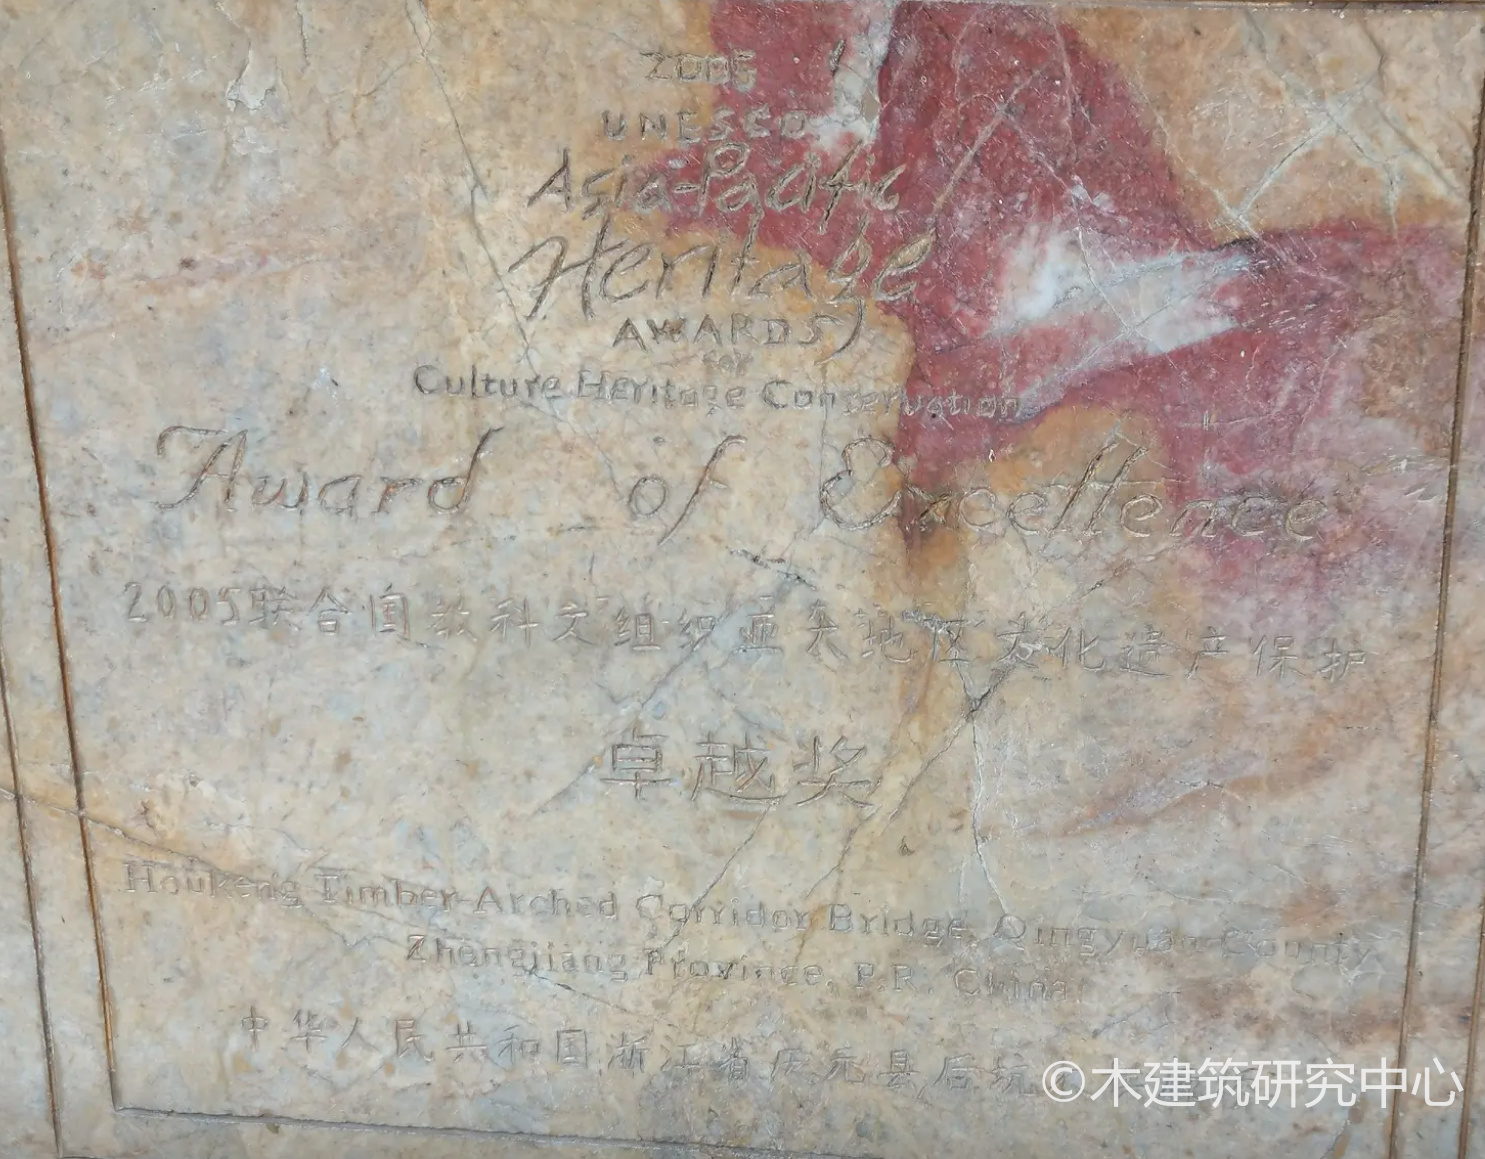 2005
UNESCO
Asia-Pacific
Heritage
AWARDS
for
Culture Heritage Conservation
Award of Excellence
2005联合国教科文组织亚太地区文化遗产保护
卓越奖
Houkeng Timber-Arched Corridor Bridge, Qingyuan County
Zhengjiang Province, P.R. China
中华人民共和国浙江省庆元县后坑
©木建筑研究中心